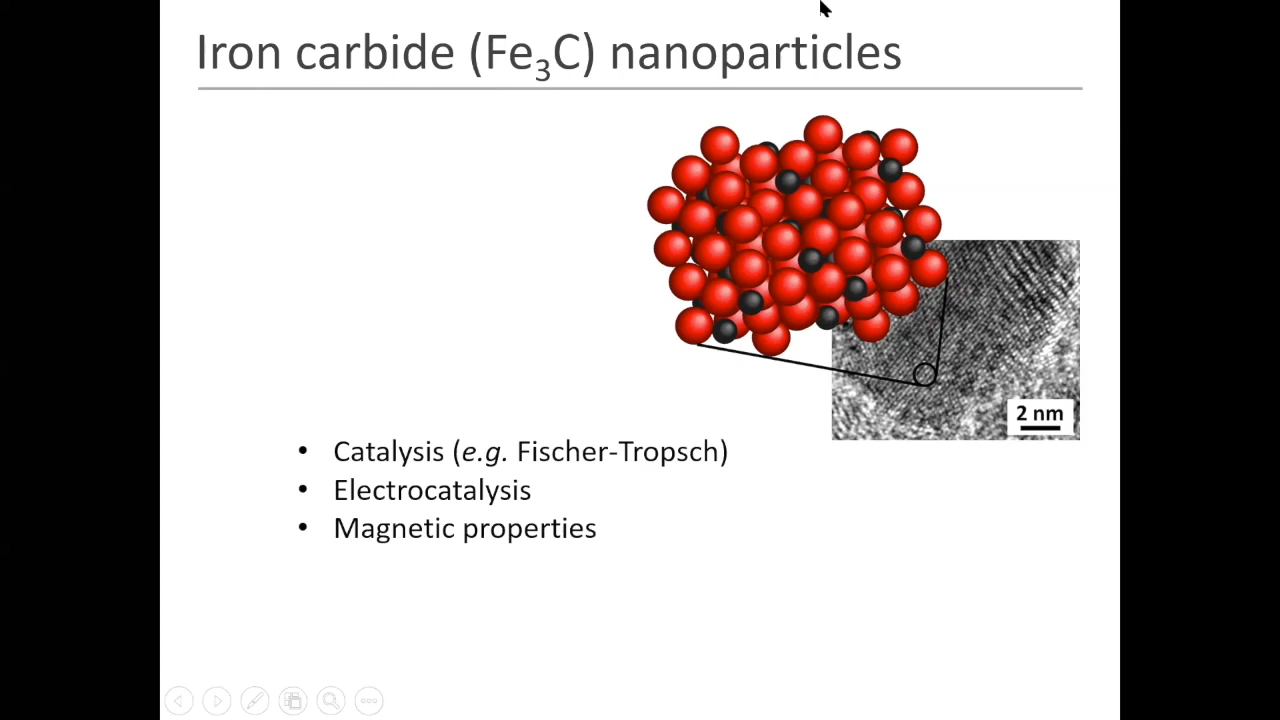 Iron carbide (Fe₃C) nanoparticles
2 nm
• Catalysis (e.g. Fischer-Tropsch)
• Electrocatalysis
• Magnetic properties